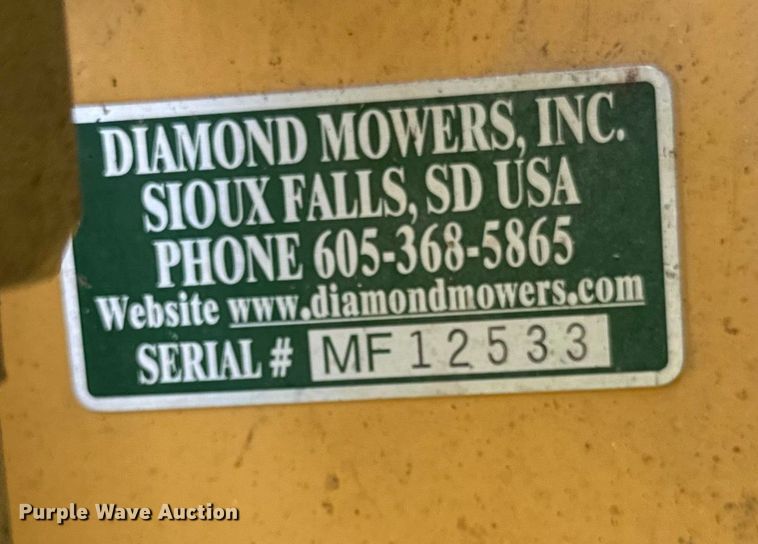 DIAMOND MOWERS, INC.
SIOUX FALLS, SD USA
PHONE 605-368-5865
Website www.diamondmowers.com
SERIAL # MF12533
Purple Wave Auction